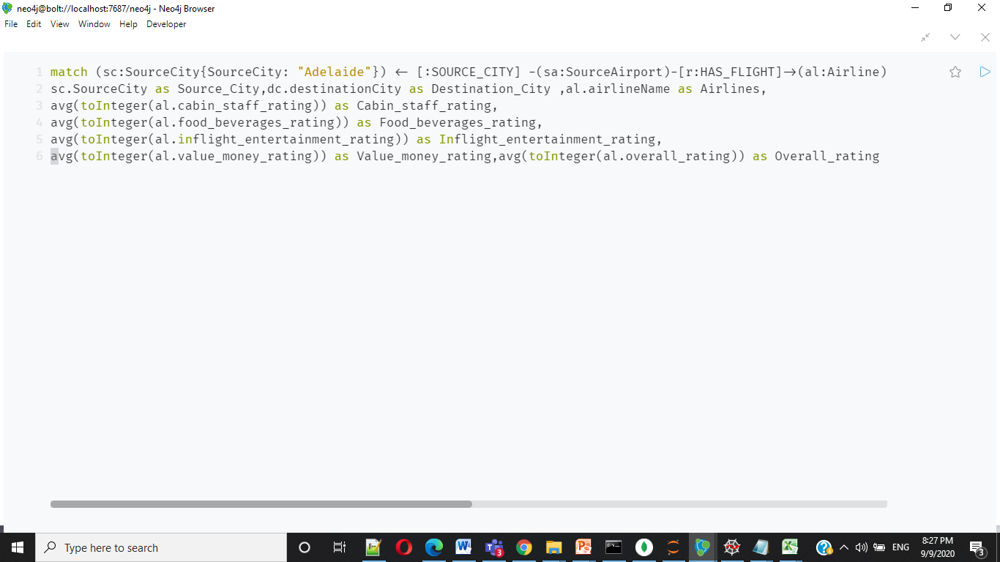 neo4j@bolt://localhost:7687/neo4j - Neo4j Browser
File Edit View Window Help Developer
1 match (sc:SourceCity{SourceCity: "Adelaide"}) <- [:SOURCE_CITY] -(sa:SourceAirport)-[r:HAS_FLIGHT]->(al:Airline)
2 sc.SourceCity as Source_City,dc.destinationCity as Destination_City ,al.airlineName as Airlines,
3 avg(toInteger(al.cabin_staff_rating)) as Cabin_staff_rating,
4 avg(toInteger(al.food_beverages_rating)) as Food_beverages_rating,
5 avg(toInteger(al.inflight_entertainment_rating)) as Inflight_entertainment_rating,
6 avg(toInteger(al.value_money_rating)) as Value_money_rating,avg(toInteger(al.overall_rating)) as Overall_rating
Type here to search
3
ENG
8:27 PM
9/9/2020
3